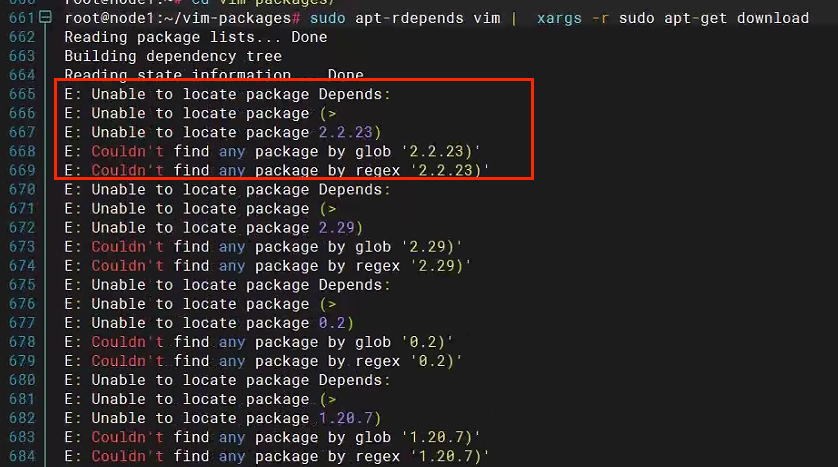 660 root@node1:~# cd vim-packages/
661 root@node1:~/vim-packages# sudo apt-rdepends vim | xargs -r sudo apt-get download
662 Reading package lists... Done
663 Building dependency tree
664 Reading state information... Done
665 E: Unable to locate package Depends:
666 E: Unable to locate package (>
667 E: Unable to locate package 2.2.23)
668 E: Couldn't find any package by glob '2.2.23)'
669 E: Couldn't find any package by regex '2.2.23)'
670 E: Unable to locate package Depends:
671 E: Unable to locate package (>
672 E: Unable to locate package 2.29)
673 E: Couldn't find any package by glob '2.29)'
674 E: Couldn't find any package by regex '2.29)'
675 E: Unable to locate package Depends:
676 E: Unable to locate package (>
677 E: Unable to locate package 0.2)
678 E: Couldn't find any package by glob '0.2)'
679 E: Couldn't find any package by regex '0.2)'
680 E: Unable to locate package Depends:
681 E: Unable to locate package (>
682 E: Unable to locate package 1.20.7)
683 E: Couldn't find any package by glob '1.20.7)'
684 E: Couldn't find any package by regex '1.20.7)'